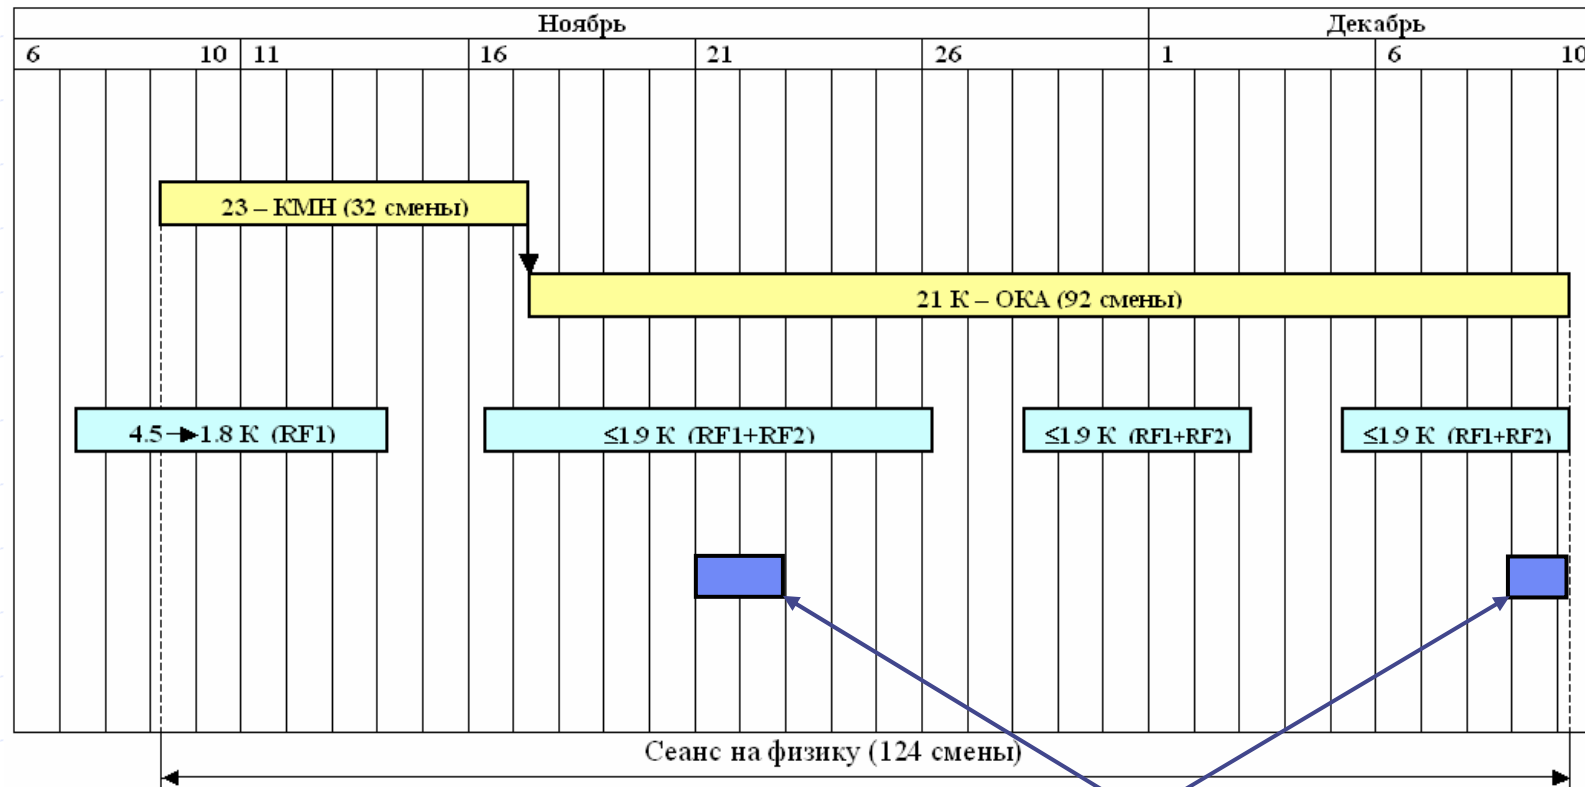 Ноябрь Декабрь
6 10 11 16 21 26 1 6 10
23 – КМН (32 смены)
21 К – ОКА (92 смены)
4.5→1.8 К (RF1) ≤1.9 К (RF1+RF2) ≤1.9 К (RF1+RF2) ≤1.9 К (RF1+RF2)
Сеанс на физику (124 смены)